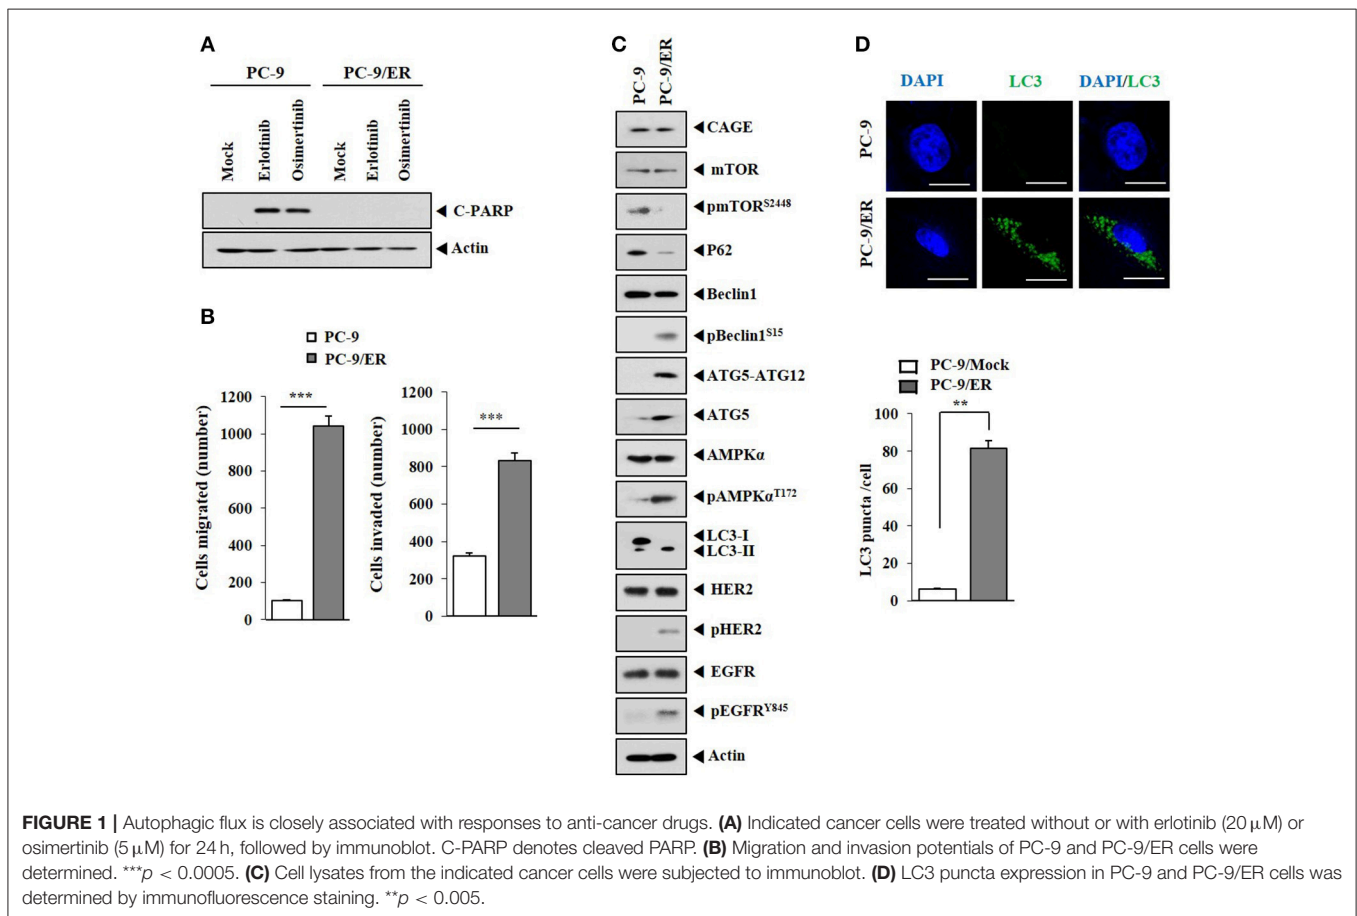 A
PC-9 PC-9/ER
Mock
Erlotinib
Osimertinib
Mock
Erlotinib
Osimertinib
C-PARP
Actin
B
PC-9
PC-9/ER
Cells migrated (number)
1200
1000
800
600
400
200
0
***
Cells invaded (number)
1200
1000
800
600
400
200
0
***
C
PC-9
PC-9/ER
CAGE
mTOR
pmTORS2448
P62
Beclin1
pBeclin1S15
ATG5-ATG12
ATG5
AMPKα
pAMPKαT172
LC3-I
LC3-II
HER2
pHER2
EGFR
pEGFRY845
Actin
D
DAPI LC3 DAPI/LC3
PC-9
PC-9/ER
PC-9/Mock
PC-9/ER
LC3 puncta /cell
100
80
60
40
20
0
**
FIGURE 1 | Autophagic flux is closely associated with responses to anti-cancer drugs. (A) Indicated cancer cells were treated without or with erlotinib (20 μM) or
osimertinib (5 μM) for 24 h, followed by immunoblot. C-PARP denotes cleaved PARP. (B) Migration and invasion potentials of PC-9 and PC-9/ER cells were
determined. ***p < 0.0005. (C) Cell lysates from the indicated cancer cells were subjected to immunoblot. (D) LC3 puncta expression in PC-9 and PC-9/ER cells was
determined by immunofluorescence staining. **p < 0.005.